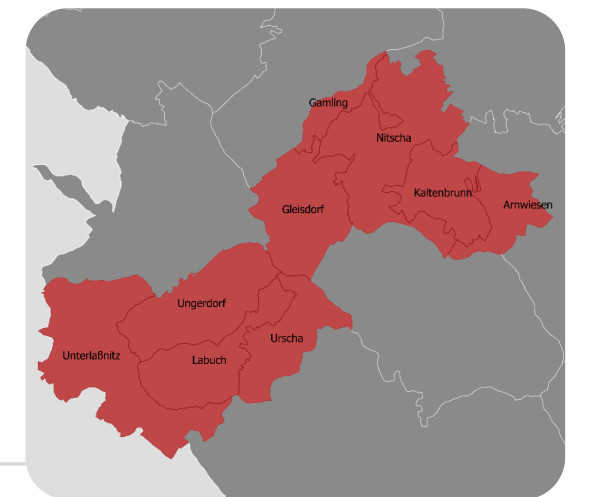 Gamling
Nitscha
Kaltenbrunn
Arnwiesen
Gleisdorf
Ungerdorf
Urscha
Unterlaßnitz
Labuch